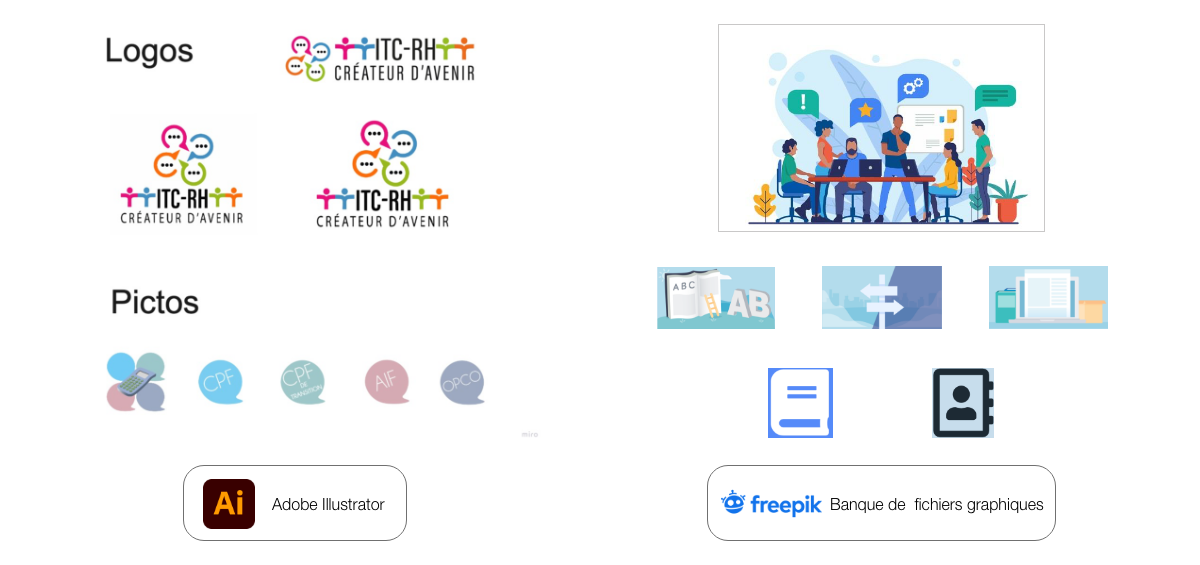 Logos
ITC-RH
CRÉATEUR D'AVENIR
ITC-RH
CRÉATEUR D'AVENIR
ITC-RH
CRÉATEUR D'AVENIR
!
ABC
AB
Pictos
CPF
CPF
DE
TRANSITION
AIF
OPCO
miro
Ai
Adobe Illustrator
freepik
Banque de  fichiers graphiques